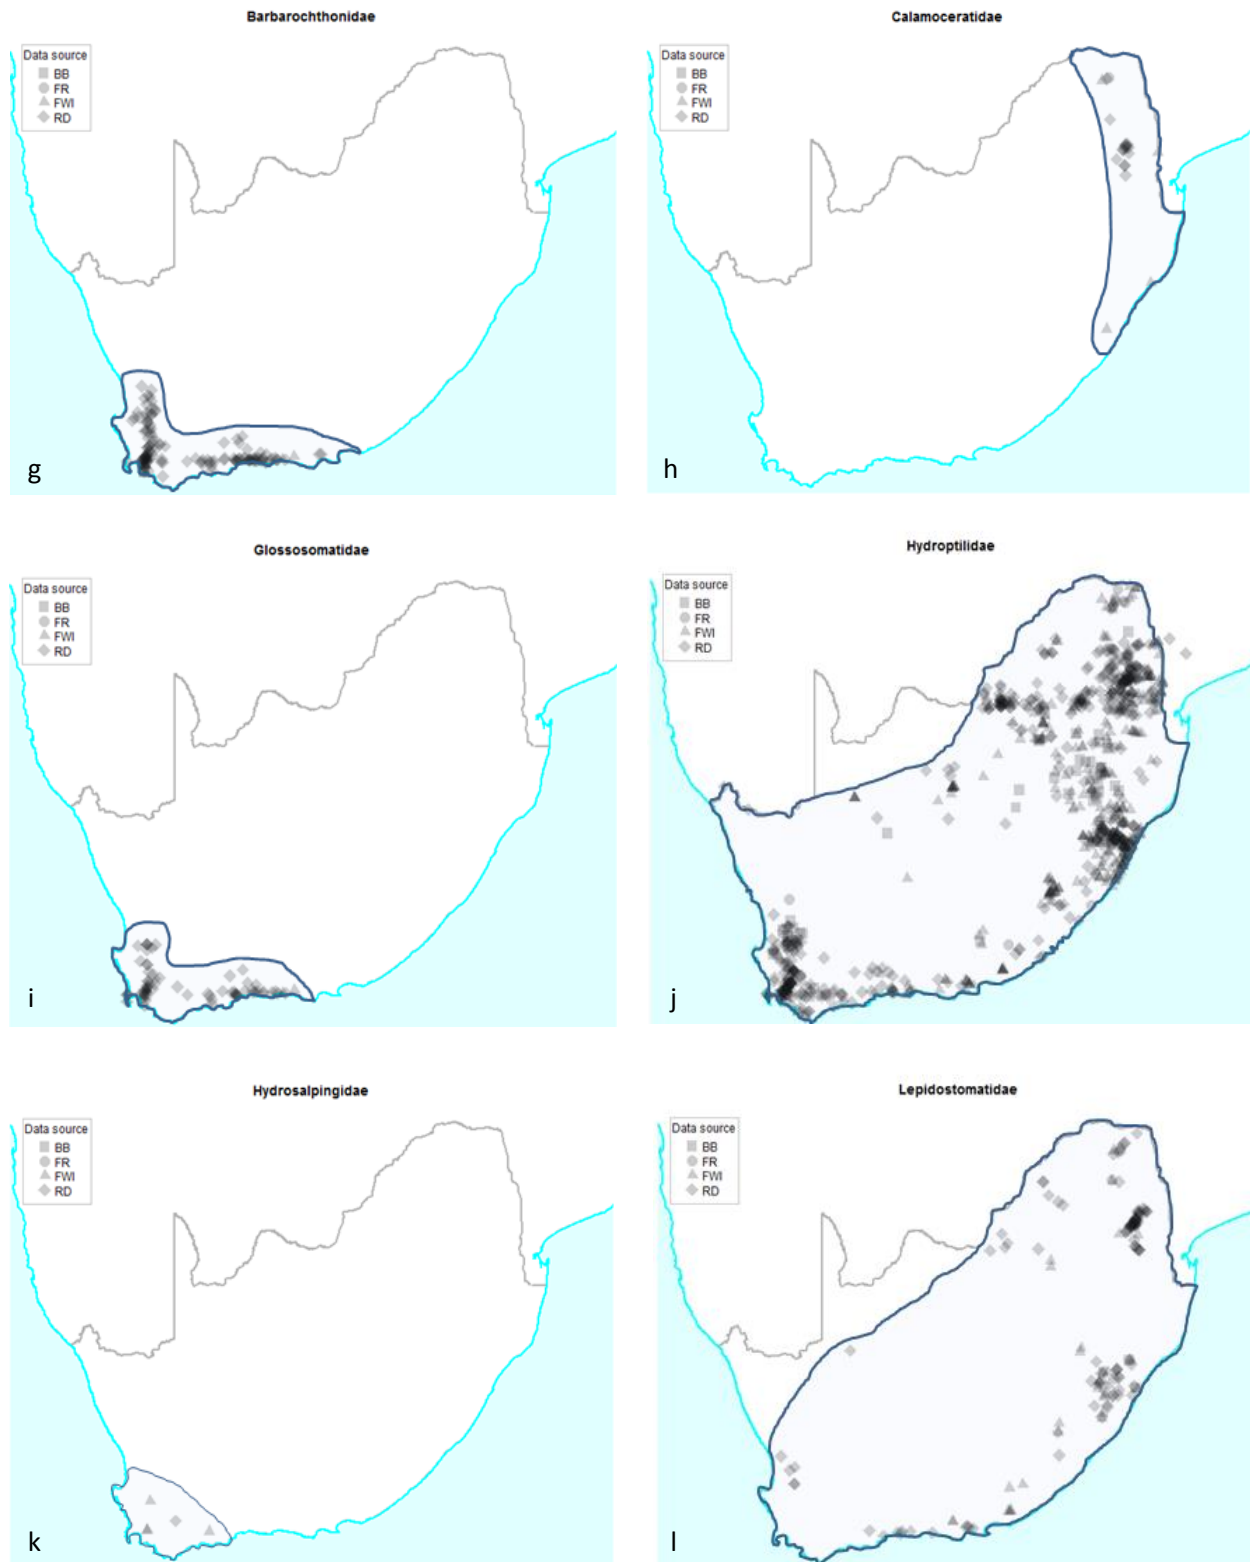 Barbarochthonidae
Data source
BB
FR
FWI
RD
g
Calamoceratidae
Data source
BB
FR
FWI
RD
h
Glossosomatidae
Data source
BB
FR
FWI
RD
i
Hydroptilidae
Data source
BB
FR
FWI
RD
j
Hydrosalpingidae
Data source
BB
FR
FWI
RD
k
Lepidostomatidae
Data source
BB
FR
FWI
RD
l